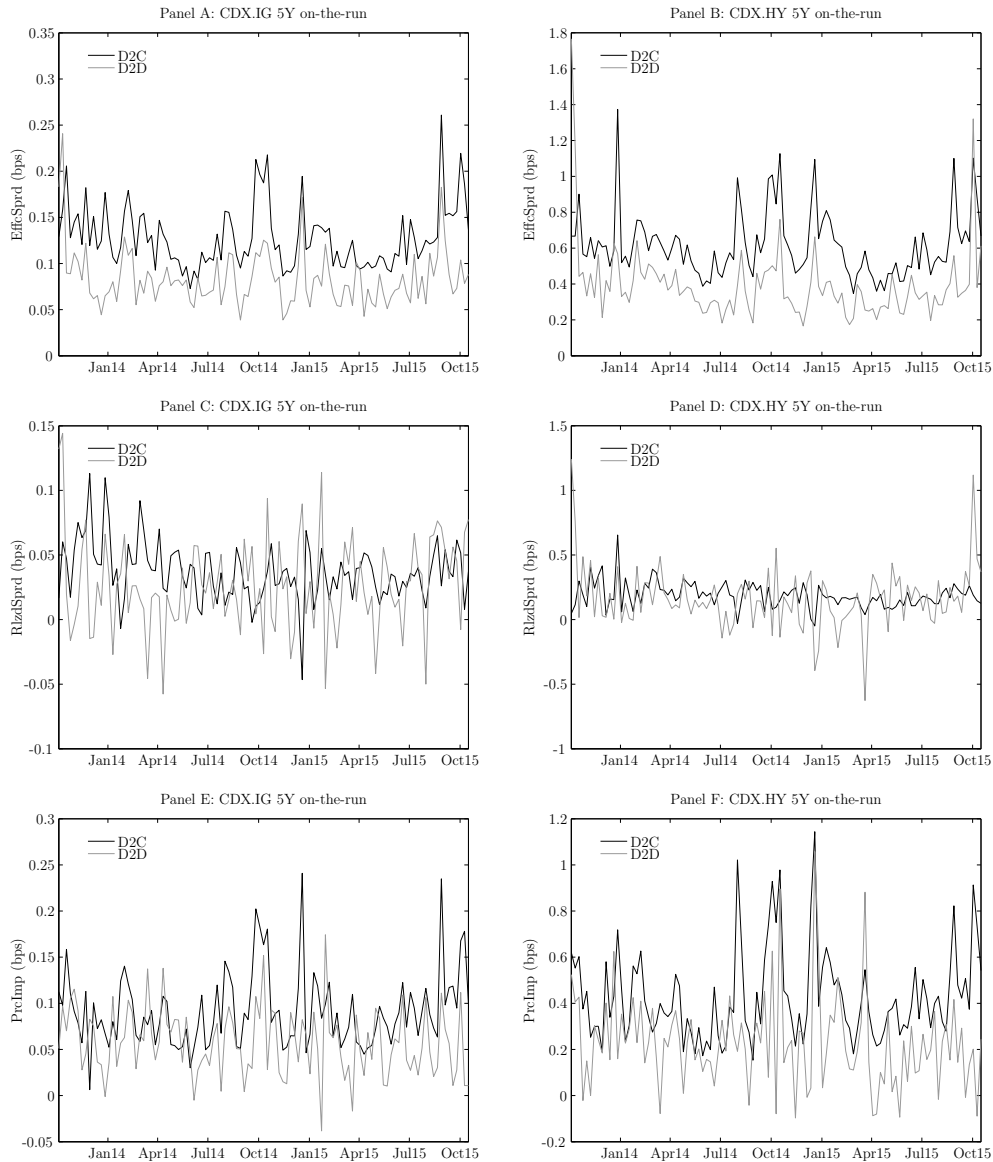 Panel A: CDX.IG 5Y on-the-run
0.35
0.3
0.25
0.2
0.15
0.1
0.05
0
EffcSprd (bps)
D2C
D2D
Jan14 Apr14 Jul14 Oct14 Jan15 Apr15 Jul15 Oct15
Panel B: CDX.HY 5Y on-the-run
1.8
1.6
1.4
1.2
1
0.8
0.6
0.4
0.2
0
EffcSprd (bps)
D2C
D2D
Jan14 Apr14 Jul14 Oct14 Jan15 Apr15 Jul15 Oct15
Panel C: CDX.IG 5Y on-the-run
0.15
0.1
0.05
0
-0.05
-0.1
RlzdSprd (bps)
D2C
D2D
Jan14 Apr14 Jul14 Oct14 Jan15 Apr15 Jul15 Oct15
Panel D: CDX.HY 5Y on-the-run
1.5
1
0.5
0
-0.5
-1
RlzdSprd (bps)
D2C
D2D
Jan14 Apr14 Jul14 Oct14 Jan15 Apr15 Jul15 Oct15
Panel E: CDX.IG 5Y on-the-run
0.3
0.25
0.2
0.15
0.1
0.05
0
-0.05
PrcImp (bps)
D2C
D2D
Jan14 Apr14 Jul14 Oct14 Jan15 Apr15 Jul15 Oct15
Panel F: CDX.HY 5Y on-the-run
1.2
1
0.8
0.6
0.4
0.2
0
-0.2
PrcImp (bps)
D2C
D2D
Jan14 Apr14 Jul14 Oct14 Jan15 Apr15 Jul15 Oct15